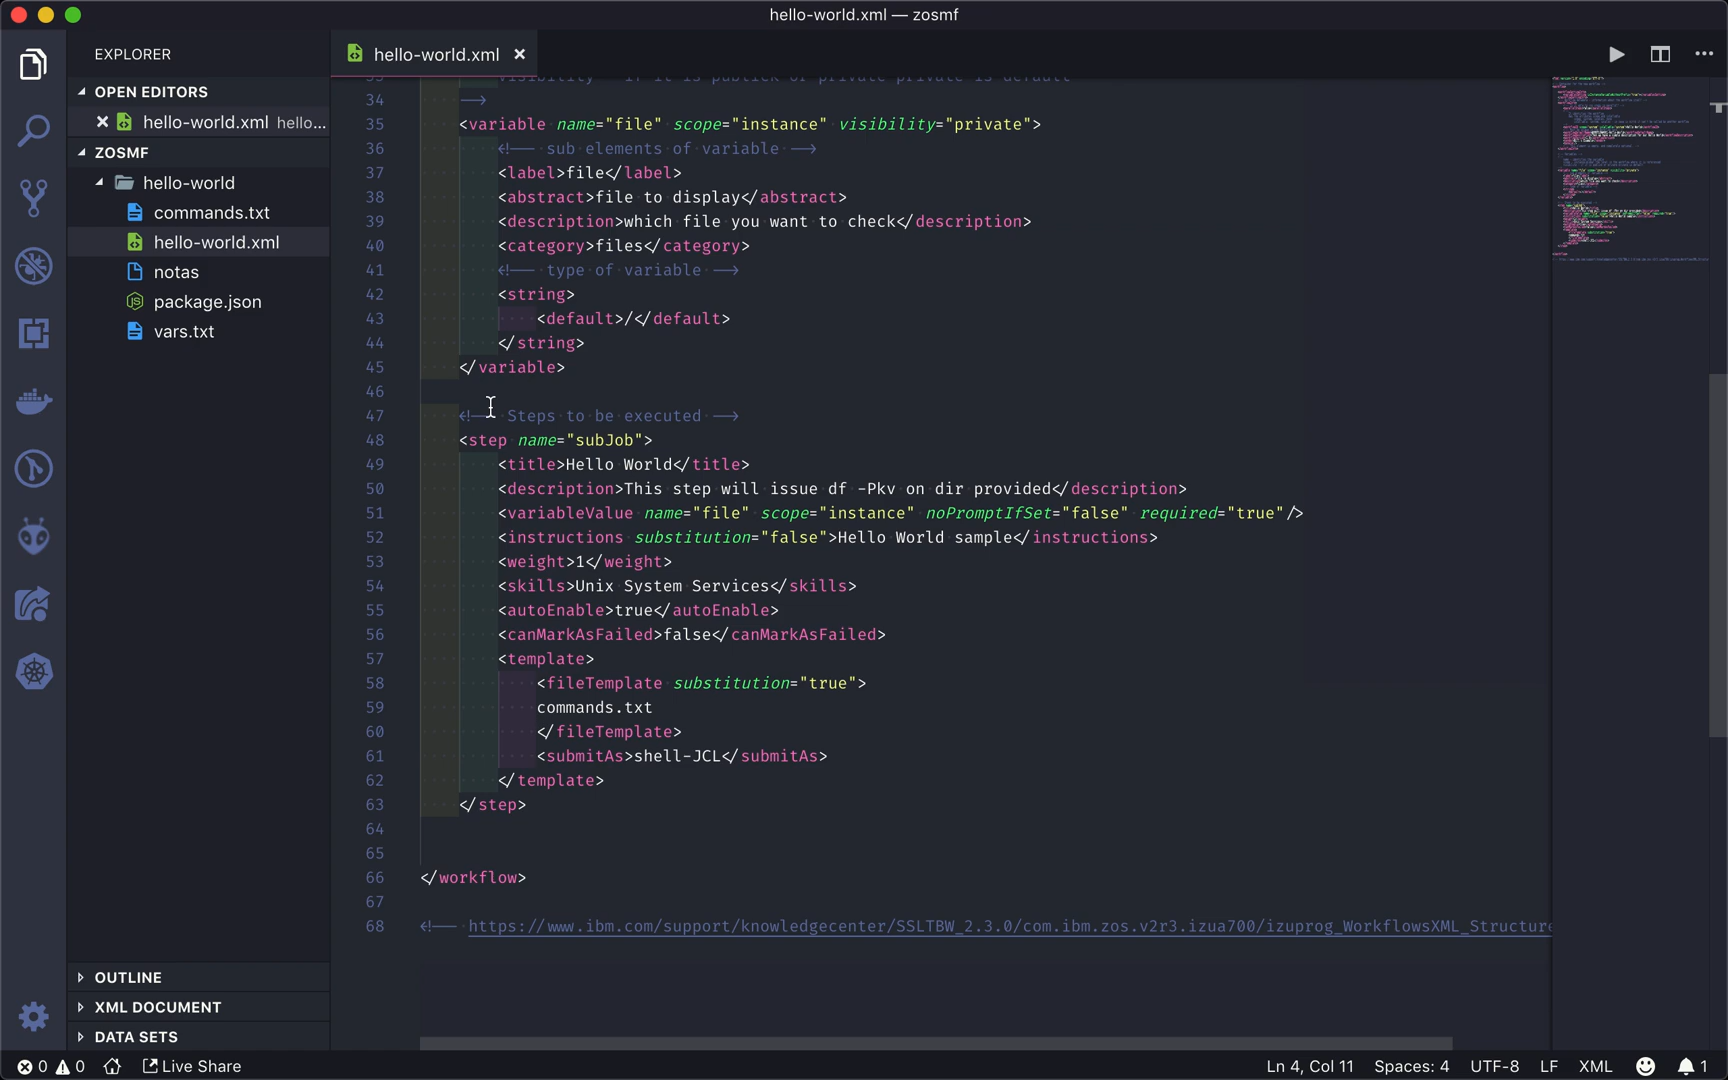 hello-world.xml — zosmf
EXPLORER
OPEN EDITORS
hello-world.xml hello...
ZOSMF
hello-world
commands.txt
hello-world.xml
notas
package.json
vars.txt
OUTLINE
XML DOCUMENT
DATA SETS
hello-world.xml
34 -->
35 <variable name="file" scope="instance" visibility="private">
36 <!-- sub elements of variable -->
37 <label>file</label>
38 <abstract>file to display</abstract>
39 <description>which file you want to check</description>
40 <category>files</category>
41 <!-- type of variable -->
42 <string>
43 <default>/</default>
44 </string>
45 </variable>
46
47 <!-- Steps to be executed -->
48 <step name="subJob">
49 <title>Hello World</title>
50 <description>This step will issue df -Pkv on dir provided</description>
51 <variableValue name="file" scope="instance" noPromptIfSet="false" required="true"/>
52 <instructions substitution="false">Hello World sample</instructions>
53 <weight>1</weight>
54 <skills>Unix System Services</skills>
55 <autoEnable>true</autoEnable>
56 <canMarkAsFailed>false</canMarkAsFailed>
57 <template>
58 <fileTemplate substitution="true">
59 commands.txt
60 </fileTemplate>
61 <submitAs>shell-JCL</submitAs>
62 </template>
63 </step>
64
65
66 </workflow>
67
68 <!-- https://www.ibm.com/support/knowledgecenter/SSLTBW_2.3.0/com.ibm.zos.v2r3.izua700/izuprog_WorkflowsXML_Structure
0 0 Live Share Ln 4, Col 11 Spaces: 4 UTF-8 LF XML 1